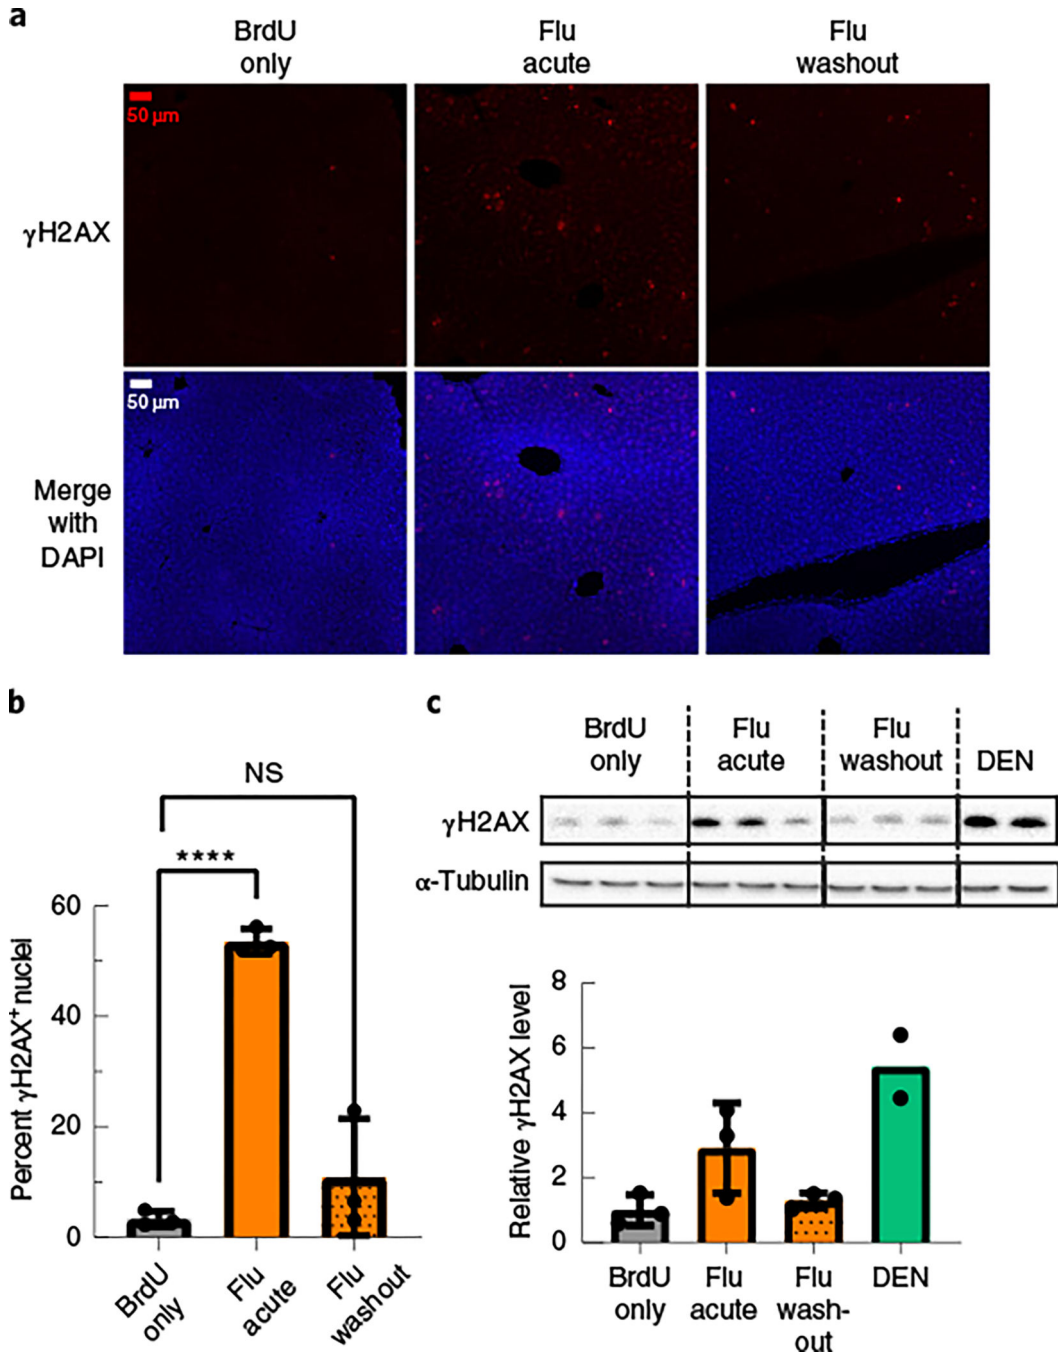 a
BrdU
only
Flu
acute
Flu
washout
50 µm
γH2AX
50 µm
Merge
with
DAPI
b
NS
****
60
40
20
0
Percent γH2AX⁺ nuclei
BrdU
only
Flu
acute
Flu
washout
c
BrdU
only
Flu
acute
Flu
washout
DEN
γH2AX
α-Tubulin
8
6
4
2
0
Relative γH2AX level
BrdU
only
Flu
acute
Flu
wash-
out
DEN